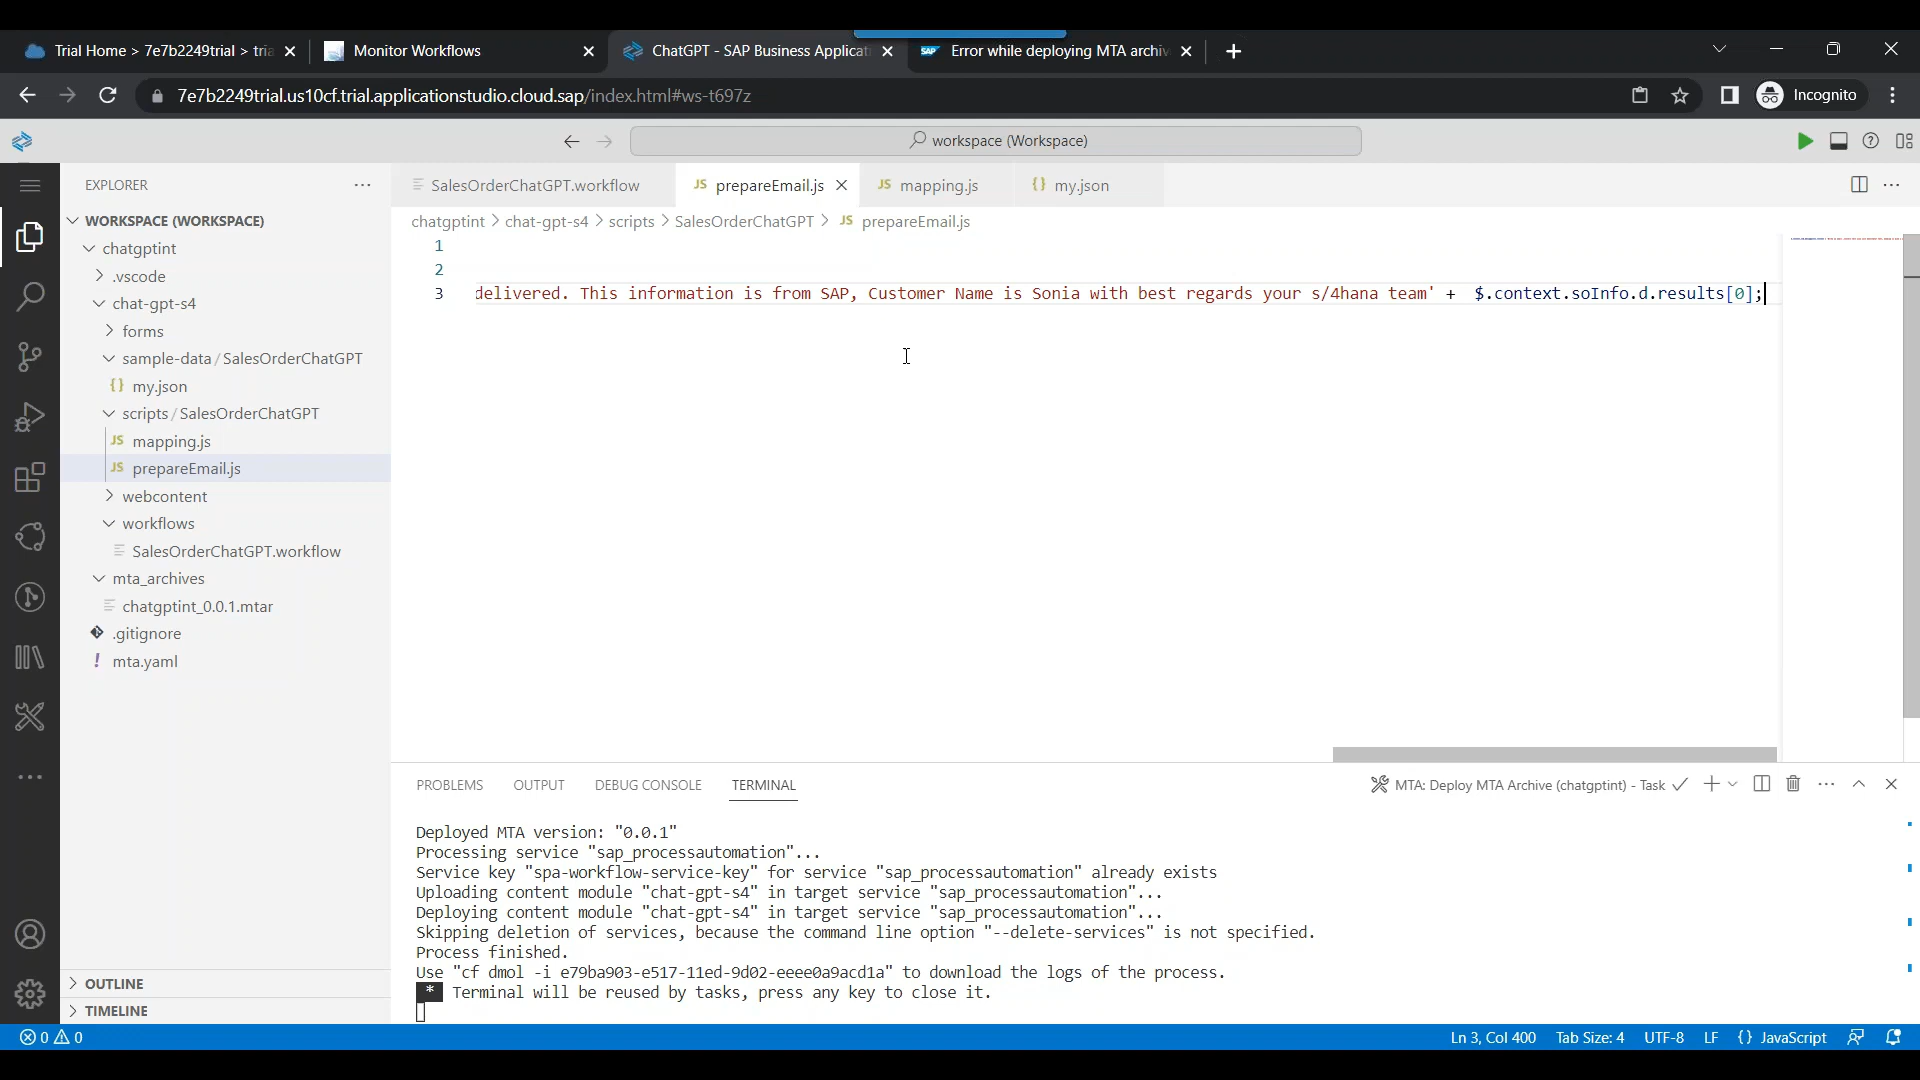 Trial Home > 7e7b2249trial > tria
Monitor Workflows
ChatGPT - SAP Business Applicat
SAP Error while deploying MTA archiv
7e7b2249trial.us10cf.trial.applicationstudio.cloud.sap/index.html#ws-t697z
Incognito
workspace (Workspace)
EXPLORER
SalesOrderChatGPT.workflow
JS prepareEmail.js
JS mapping.js
{} my.json
WORKSPACE (WORKSPACE)
chatgptint > chat-gpt-s4 > scripts > SalesOrderChatGPT > JS prepareEmail.js
chatgptint
.vscode
chat-gpt-s4
forms
sample-data / SalesOrderChatGPT
{} my.json
scripts / SalesOrderChatGPT
JS mapping.js
JS prepareEmail.js
webcontent
workflows
SalesOrderChatGPT.workflow
mta_archives
chatgptint_0.0.1.mtar
.gitignore
! mta.yaml
OUTLINE
TIMELINE
1
2
3 delivered. This information is from SAP, Customer Name is Sonia with best regards your s/4hana team' + $.context.soInfo.d.results[0];
PROBLEMS OUTPUT DEBUG CONSOLE TERMINAL
MTA: Deploy MTA Archive (chatgptint) - Task
Deployed MTA version: "0.0.1"
Processing service "sap_processautomation"...
Service key "spa-workflow-service-key" for service "sap_processautomation" already exists
Uploading content module "chat-gpt-s4" in target service "sap_processautomation"...
Deploying content module "chat-gpt-s4" in target service "sap_processautomation"...
Skipping deletion of services, because the command line option "--delete-services" is not specified.
Process finished.
Use "cf dmol -i e79ba903-e517-11ed-9d02-eeee0a9acd1a" to download the logs of the process.
* Terminal will be reused by tasks, press any key to close it.
0 0
Ln 3, Col 400 Tab Size: 4 UTF-8 LF {} JavaScript